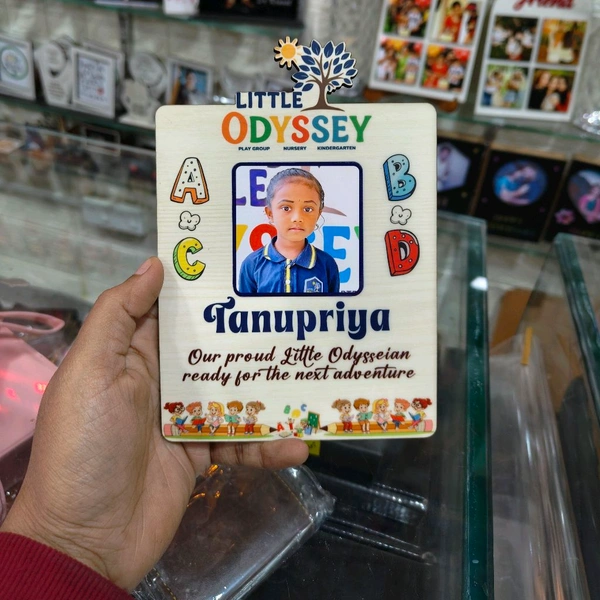 LITTLE
ODYSSEY
PLAY GROUP NURSERY KINDERGARTEN
A B
C D
Tanupriya
Our proud Little Odysseian
ready for the next adventure